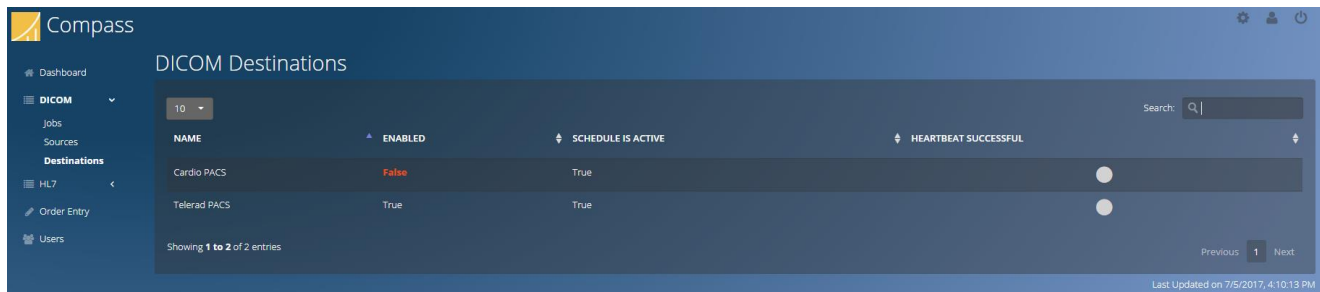 Compass
Dashboard
DICOM
Jobs
Sources
Destinations
HL7
Order Entry
Users
DICOM Destinations
10
Search:
NAME ENABLED SCHEDULE IS ACTIVE HEARTBEAT SUCCESSFUL
Cardio PACS False True
Telerad PACS True True
Showing 1 to 2 of 2 entries
Previous 1 Next
Last Updated on 7/5/2017, 4:10:13 PM